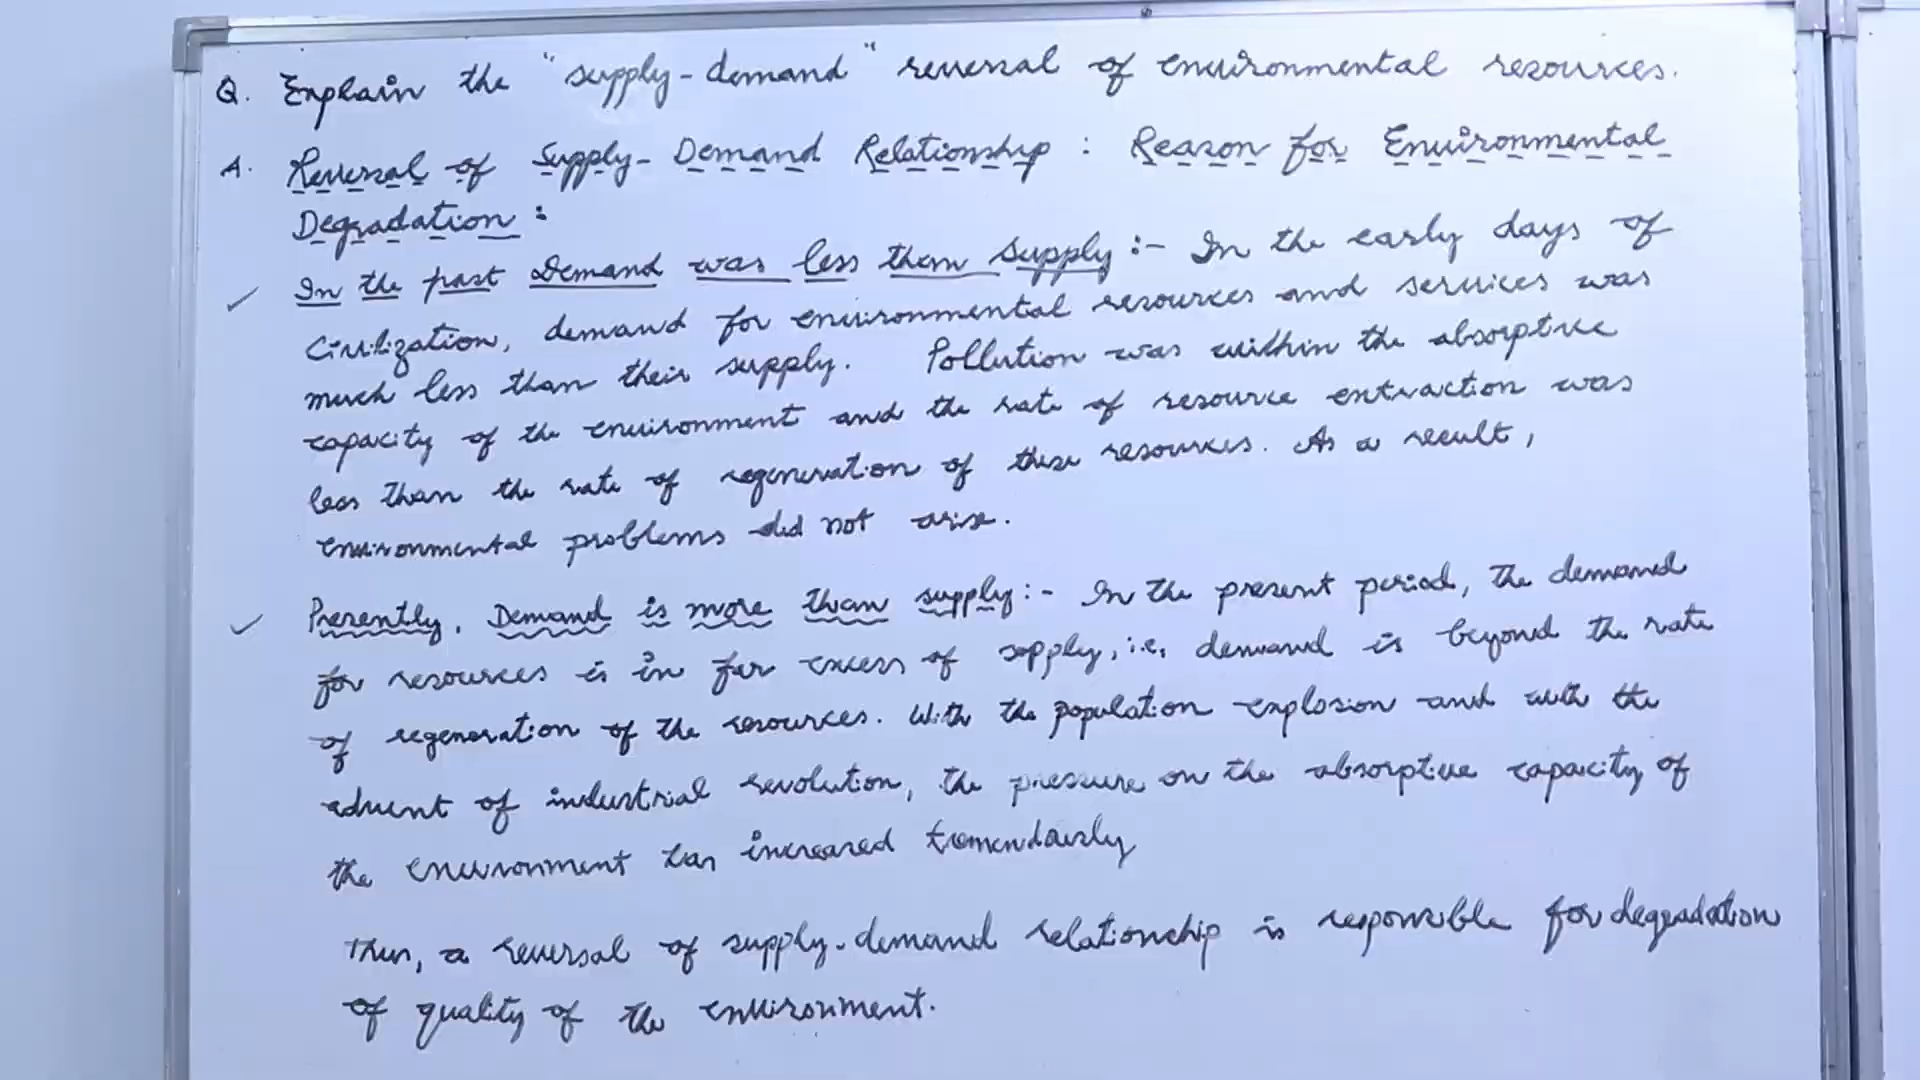 Q. Explain the "supply-demand" reversal of environmental resources.
A. Reversal of Supply-Demand Relationship : Reason for Environmental
Degradation :
✓ In the past Demand was less than Supply :- In the early days of
Civilization, demand for environmental resources and services was
much less than their supply. Pollution was within the absorptive
capacity of the environment and the rate of resource extraction was
less than the rate of regeneration of these resources. As a result,
environmental problems did not arise.
✓ Presently, Demand is more than supply :- In the present period, the demand
for resources is in far excess of supply, i.e, demand is beyond the rate
of regeneration of the resources. With the population explosion and with the
advent of industrial revolution, the pressure on the absorptive capacity of
the environment has increased tremendously
Thus, a reversal of supply-demand relationship is responsible for degradation
of quality of the environment.